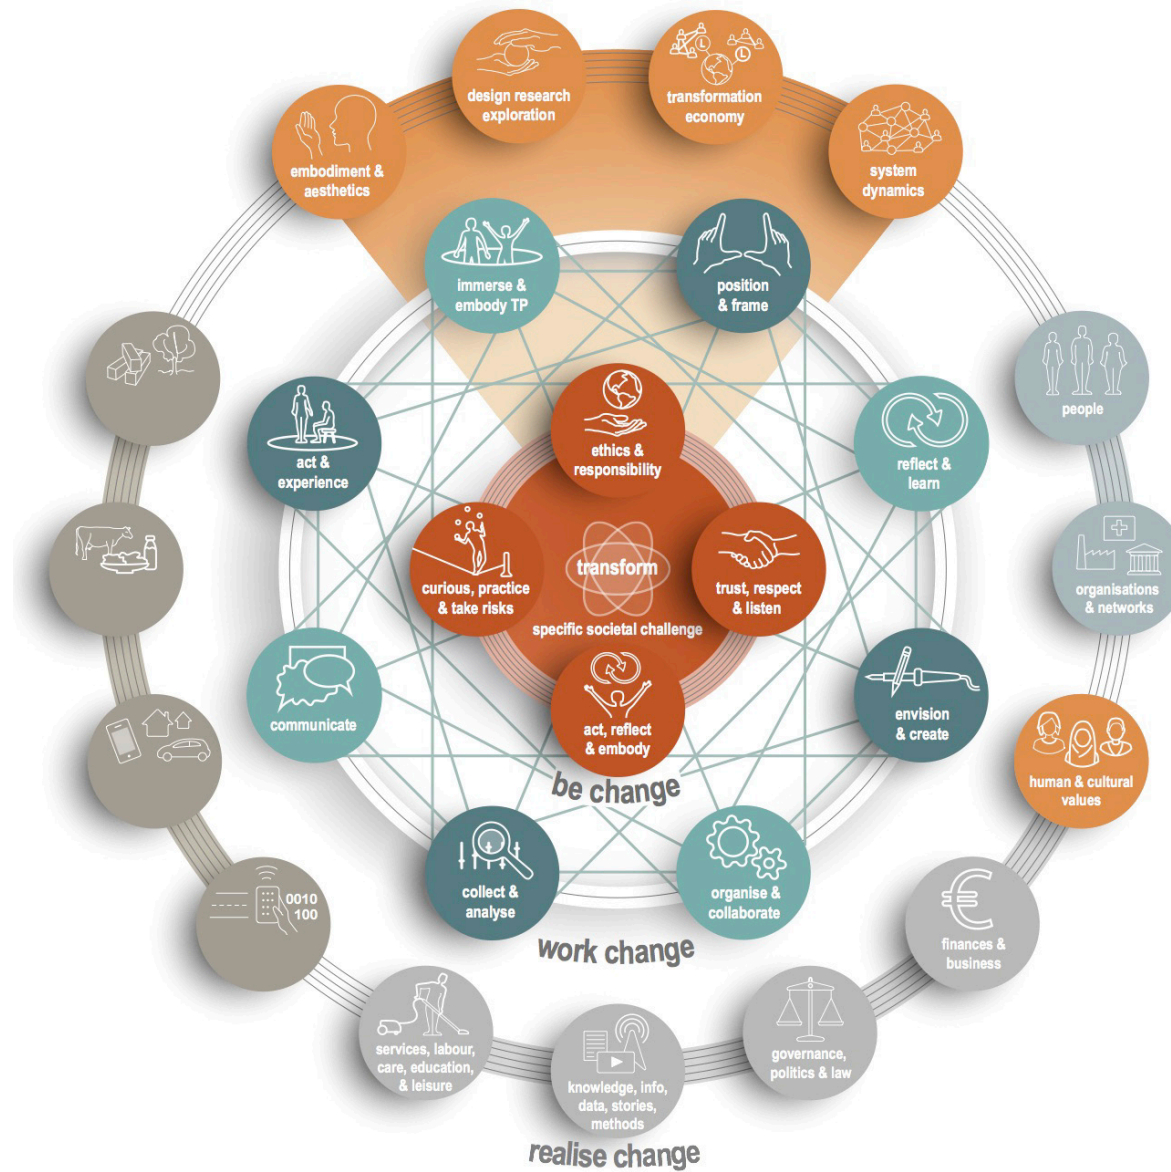 design research
exploration
transformation
economy
L
L
embodiment &
aesthetics
system
dynamics
immerse &
embody TP
position
& frame
people
act &
experience
ethics &
responsibility
reflect &
learn
curious, practice
& take risks
transform
trust, respect
& listen
organisations
& networks
specific societal challenge
communicate
act, reflect
& embody
envision
& create
human & cultural
values
be change
collect &
analyse
organise &
collaborate
0010
100
€
finances &
business
work change
services, labour,
care, education,
& leisure
knowledge, info,
data, stories,
methods
governance,
politics & law
realise change